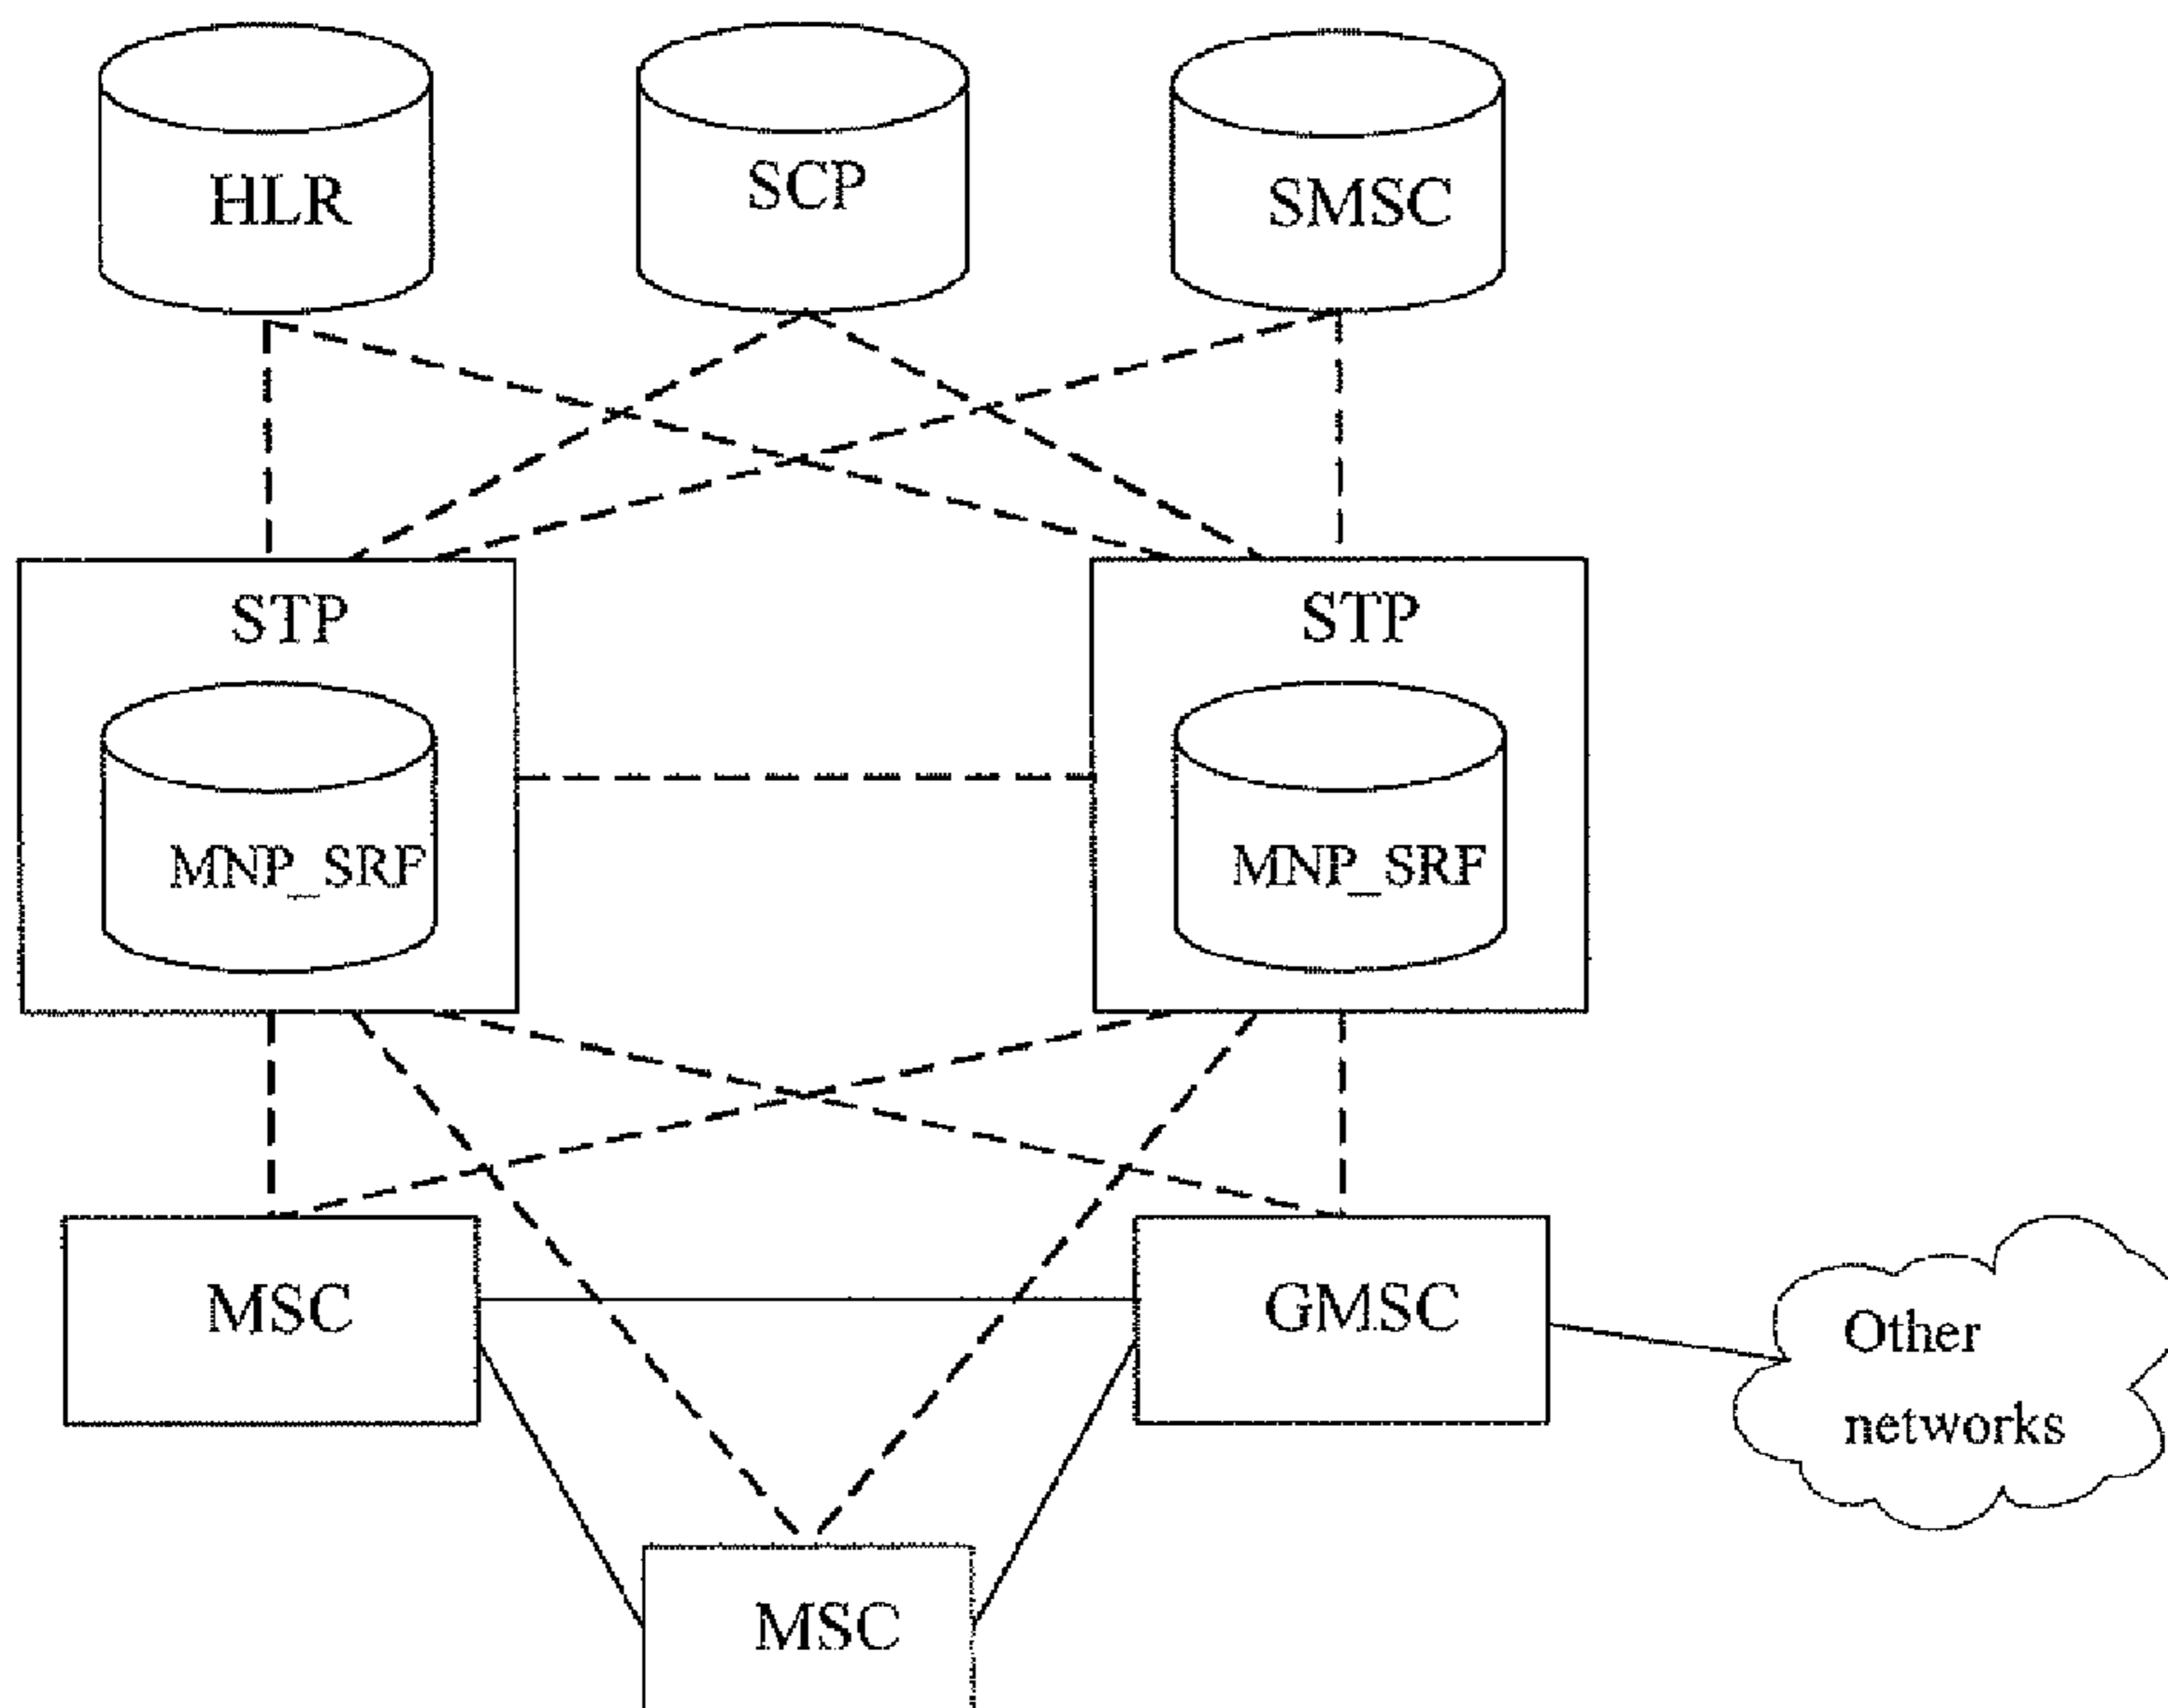 HLR
SCP
SMSC
STP
STP
MNP_SRF
MNP_SRF
MSC
GMSC
Other
networks
MSC